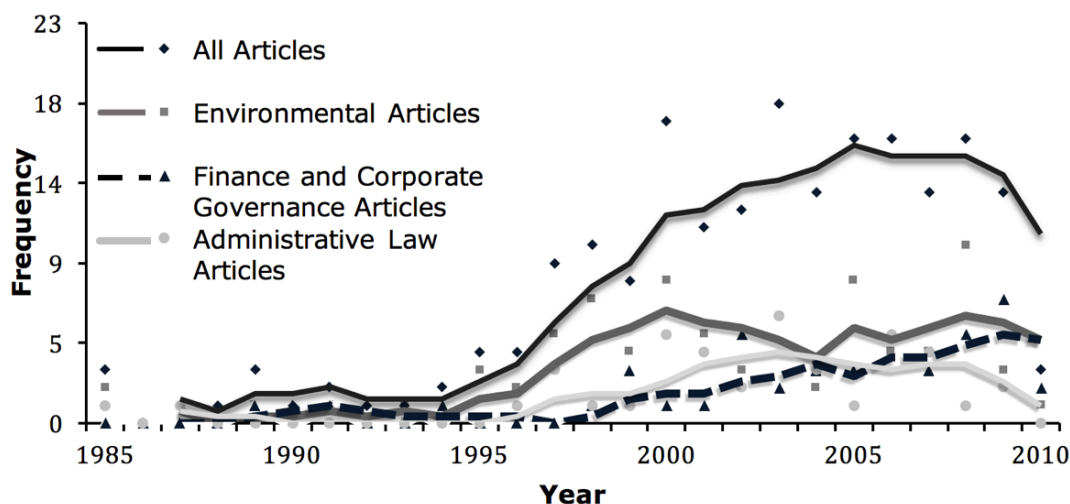 23
18
14
9
5
0
Frequency
All Articles
Environmental Articles
Finance and Corporate
Governance Articles
Administrative Law
Articles
1985
1990
1995
2000
2005
2010
Year